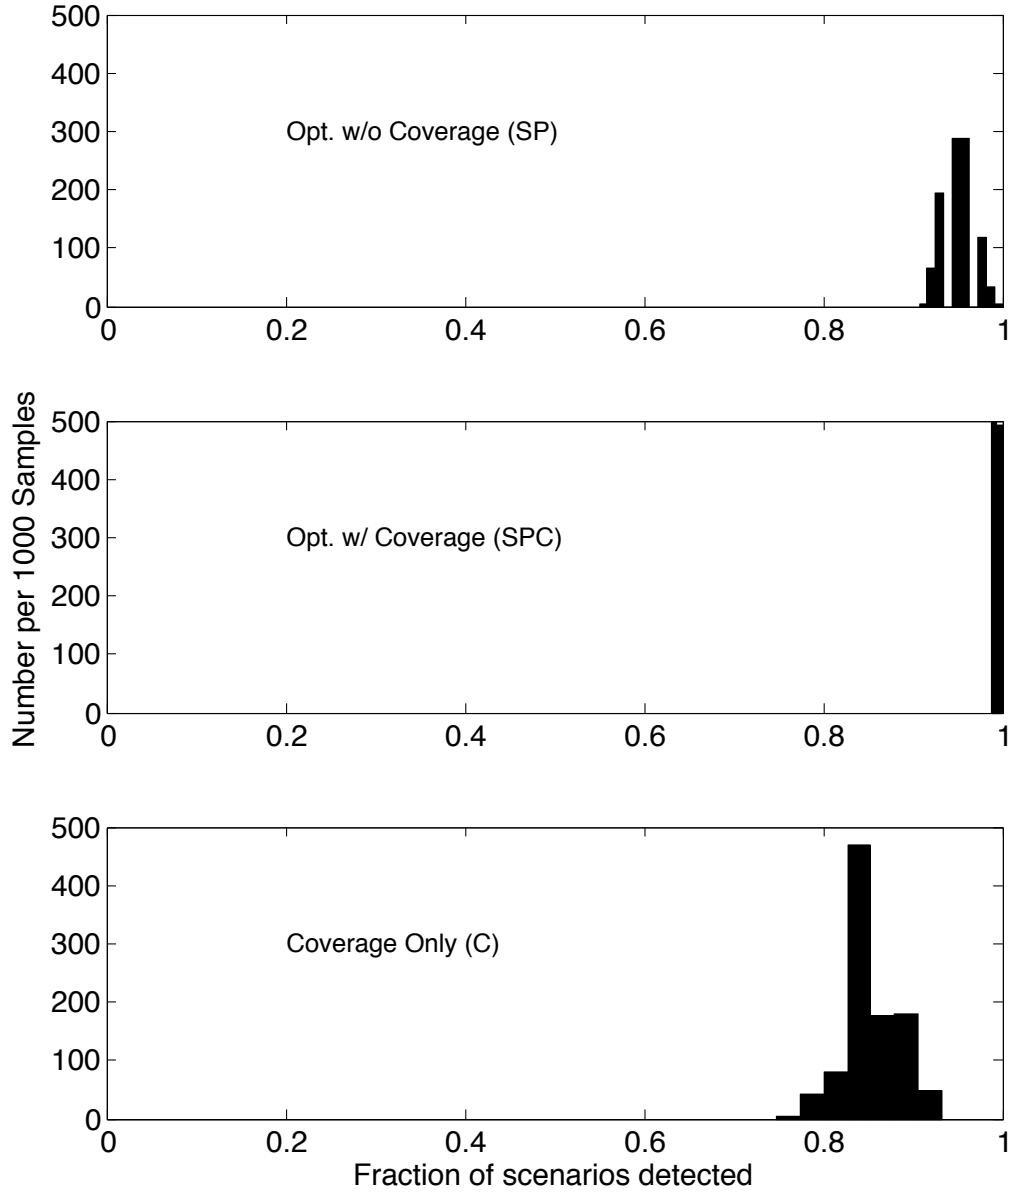 500
400
300
200
100
0
Opt. w/o Coverage (SP)
0 0.2 0.4 0.6 0.8 1
Number per 1000 Samples
500
400
300
200
100
0
Opt. w/ Coverage (SPC)
0 0.2 0.4 0.6 0.8 1
500
400
300
200
100
0
Coverage Only (C)
0 0.2 0.4 0.6 0.8 1
Fraction of scenarios detected